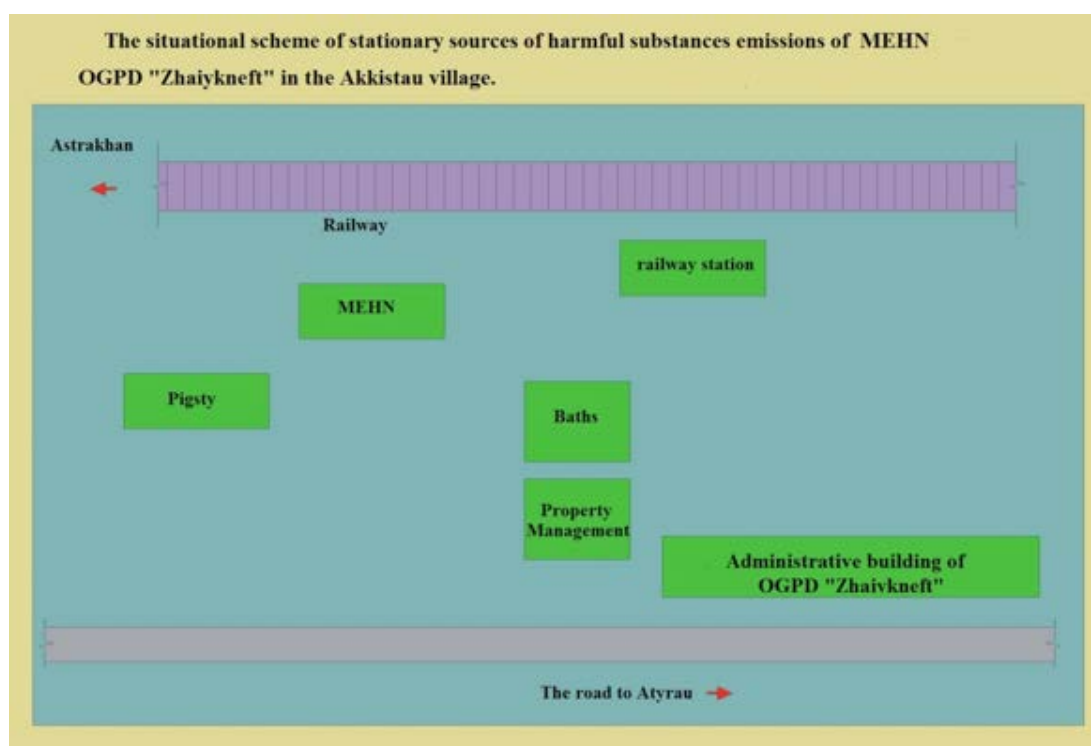 The situational scheme of stationary sources of harmful substances emissions of MEHN
OGPD "Zhaiykneft" in the Akkistau village.
Astrakhan
Railway
railway station
MEHN
Pigsty
Baths
Property
Management
Administrative building of
OGPD "Zhaivkneft"
The road to Atyrau